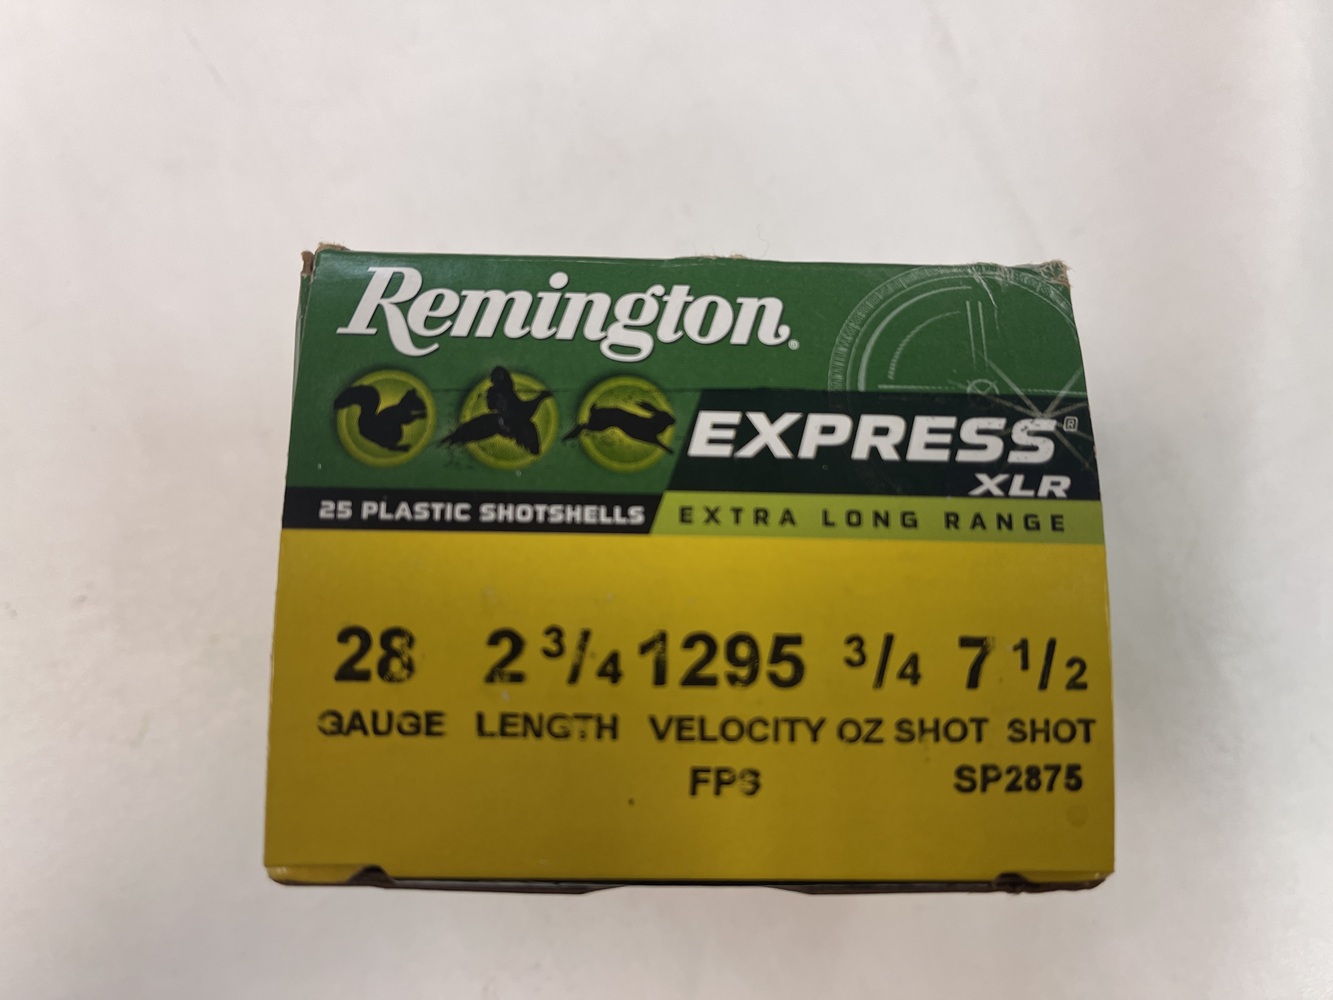 Remington®
EXPRESS®
XLR
25 PLASTIC SHOTSHELLS
EXTRA LONG RANGE
28 2 3/4 1295 3/4 7 1/2
GAUGE LENGTH VELOCITY OZ SHOT SHOT
FPS SP2875